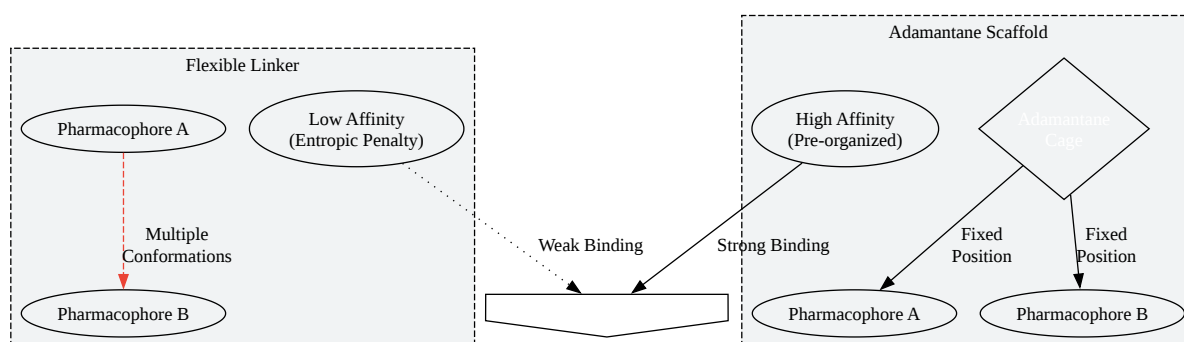 Adamantane Scaffold
Flexible Linker
Pharmacophore A
Low Affinity
(Entropic Penalty)
High Affinity
(Pre-organized)
Adamantane
Cage
Multiple
Conformations
Weak Binding
Strong Binding
Fixed
Position
Fixed
Position
Pharmacophore B
Pharmacophore A
Pharmacophore B